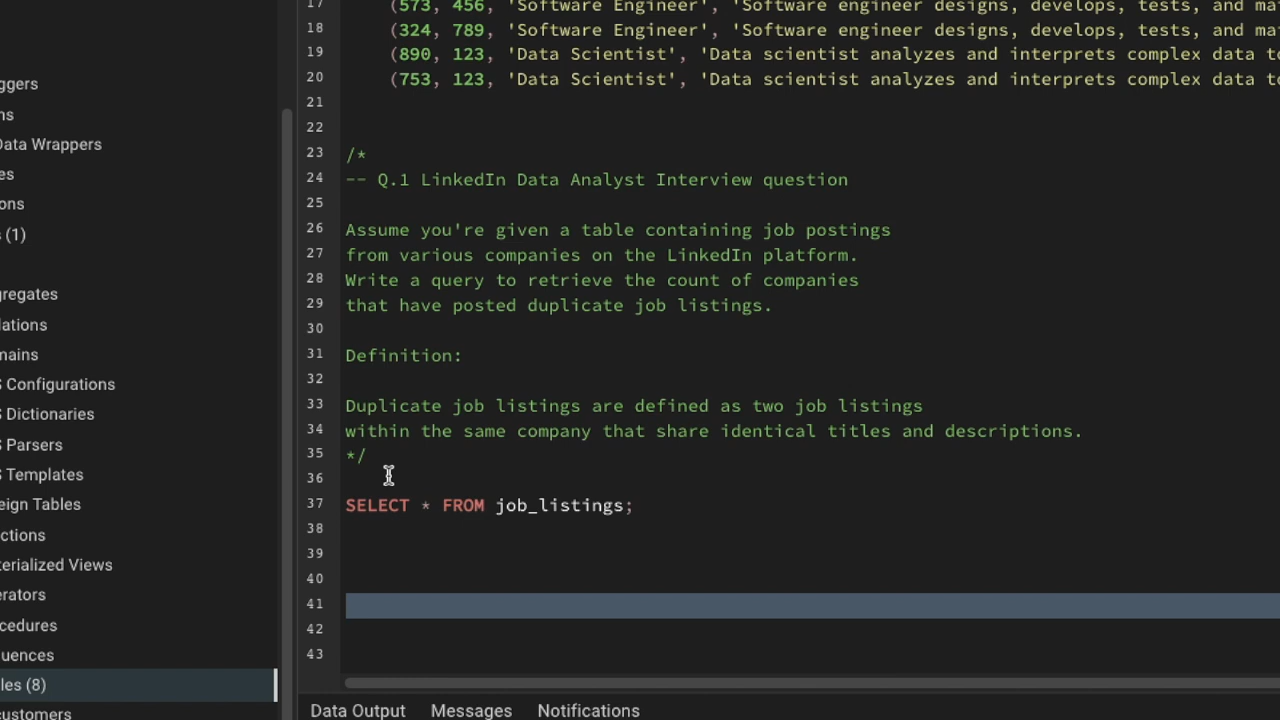 ggers
ns
Data Wrappers
es
ons
(1)
regates
lations
mains
S Configurations
S Dictionaries
S Parsers
S Templates
eign Tables
ctions
terialized Views
erators
cedures
uences
les (8)
customers
17 (573, 456, 'Software Engineer', 'Software engineer designs, develops, tests, and mai
18 (324, 789, 'Software Engineer', 'Software engineer designs, develops, tests, and mai
19 (890, 123, 'Data Scientist', 'Data scientist analyzes and interprets complex data to
20 (753, 123, 'Data Scientist', 'Data scientist analyzes and interprets complex data to
21
22
23 /*
24 -- Q.1 LinkedIn Data Analyst Interview question
25
26 Assume you're given a table containing job postings
27 from various companies on the LinkedIn platform.
28 Write a query to retrieve the count of companies
29 that have posted duplicate job listings.
30
31 Definition:
32
33 Duplicate job listings are defined as two job listings
34 within the same company that share identical titles and descriptions.
35 */
36
37 SELECT * FROM job_listings;
38
39
40
41
42
43
Data Output Messages Notifications